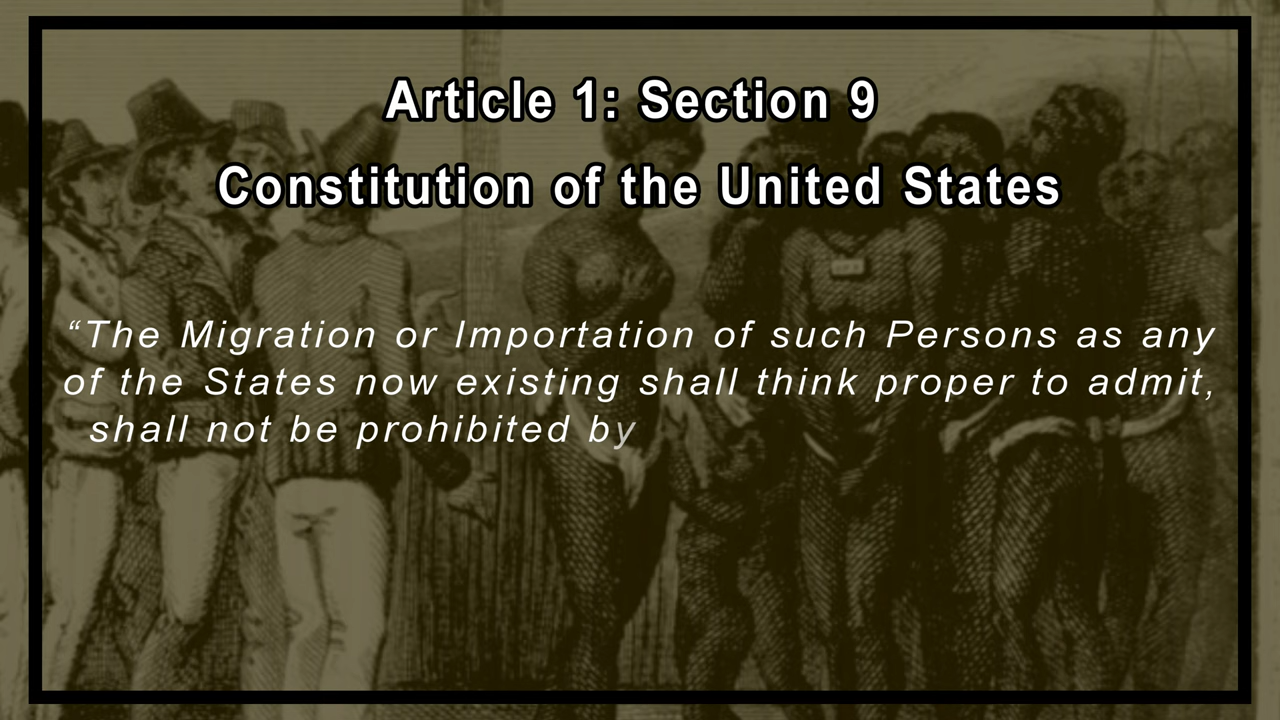 Article 1: Section 9
Constitution of the United States
“The Migration or Importation of such Persons as any
of the States now existing shall think proper to admit,
shall not be prohibited by